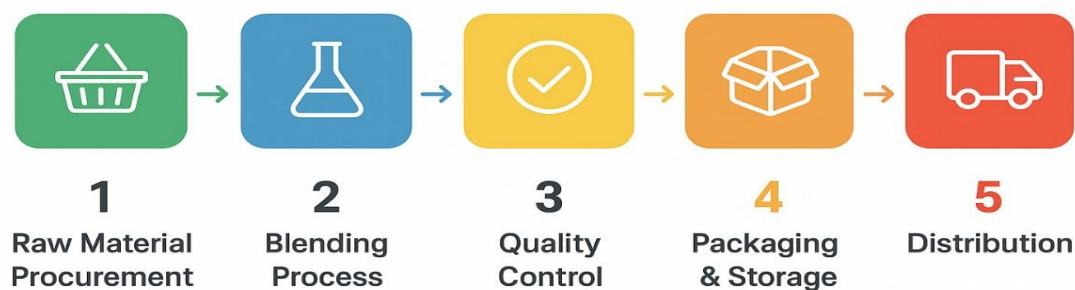 1
Raw Material
Procurement
2
Blending
Process
3
Quality
Control
4
Packaging
& Storage
5
Distribution